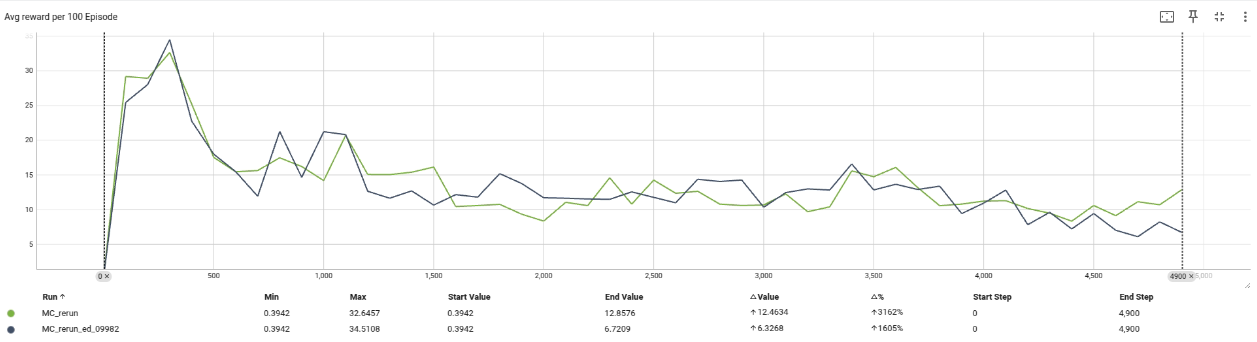 Avg reward per 100 Episode
35
30
25
20
15
10
5
0 × 500 1,000 1,500 2,000 2,500 3,000 3,500 4,000 4,500 4900 × 5,000
Run ↑ Min Max Start Value End Value △Value △% Start Step End Step
MC_rerun 0.3942 32.6457 0.3942 12.8576 ↑12.4634 ↑3162% 0 4,900
MC_rerun_ed_09982 0.3942 34.5108 0.3942 6.7209 ↑6.3268 ↑1605% 0 4,900